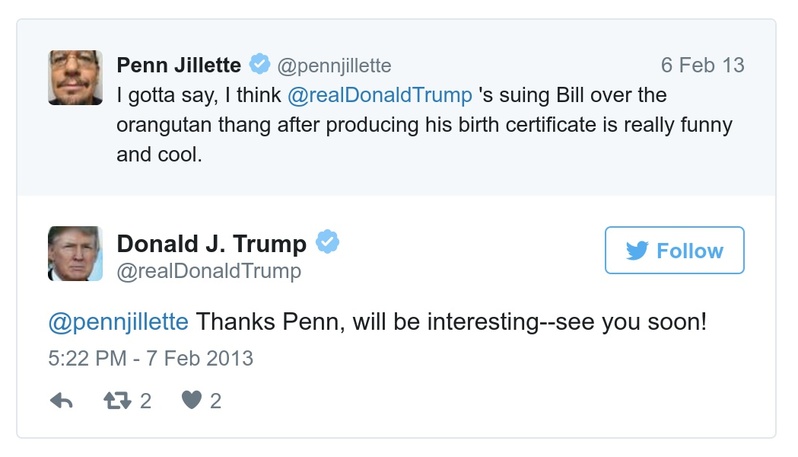 Penn Jillette @pennjillette 6 Feb 13
I gotta say, I think @realDonaldTrump 's suing Bill over the
orangutan thang after producing his birth certificate is really funny
and cool.
Donald J. Trump
@realDonaldTrump
Follow
@pennjillette Thanks Penn, will be interesting--see you soon!
5:22 PM - 7 Feb 2013
2 2